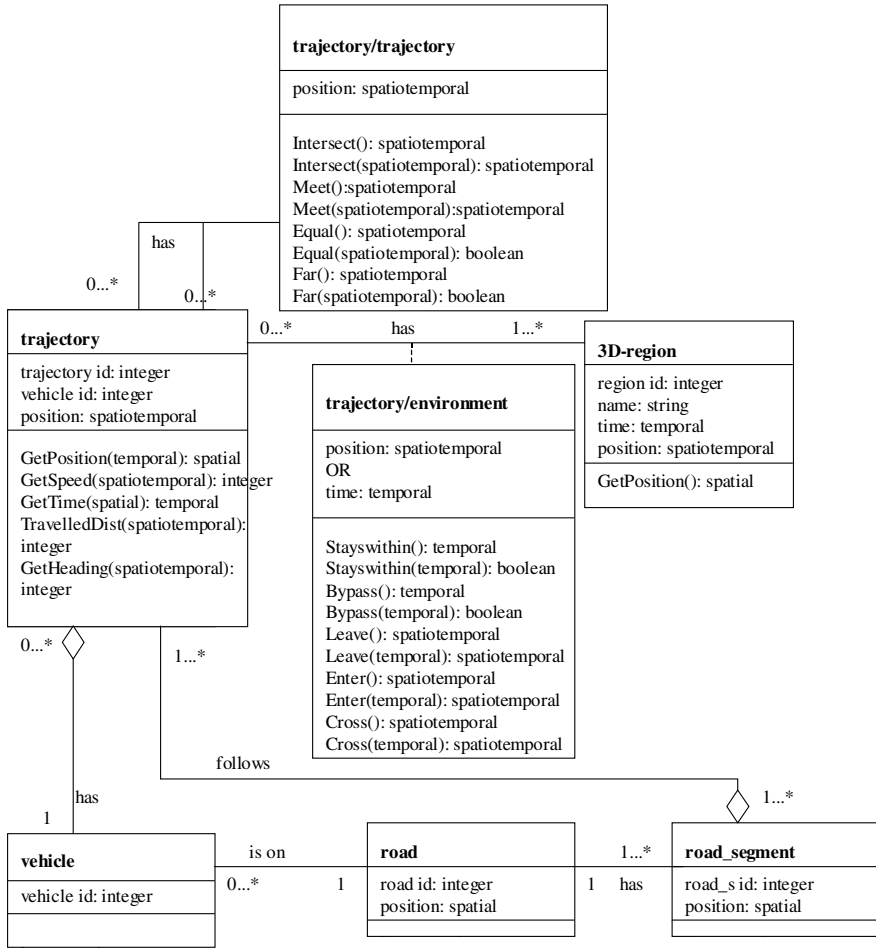 trajectory/trajectory
position: spatiotemporal
Intersect(): spatiotemporal
Intersect(spatiotemporal): spatiotemporal
Meet():spatiotemporal
Meet(spatiotemporal):spatiotemporal
Equal(): spatiotemporal
Equal(spatiotemporal): boolean
Far(): spatiotemporal
Far(spatiotemporal): boolean
has
0...*
0...*
trajectory
trajectory id: integer
vehicle id: integer
position: spatiotemporal
GetPosition(temporal): spatial
GetSpeed(spatiotemporal): integer
GetTime(spatial): temporal
TravelledDist(spatiotemporal):
integer
GetHeading(spatiotemporal):
integer
0...*
has
1...*
trajectory/environment
position: spatiotemporal
OR
time: temporal
Stayswithin(): temporal
Stayswithin(temporal): boolean
Bypass(): temporal
Bypass(temporal): boolean
Leave(): spatiotemporal
Leave(temporal): spatiotemporal
Enter(): spatiotemporal
Enter(temporal): spatiotemporal
Cross(): spatiotemporal
Cross(temporal): spatiotemporal
3D-region
region id: integer
name: string
time: temporal
position: spatiotemporal
GetPosition(): spatial
0...*
1...*
follows
1...*
has
1
vehicle
vehicle id: integer
is on
0...*
1
road
road id: integer
position: spatial
1...*
1
has
road_segment
road_s id: integer
position: spatial